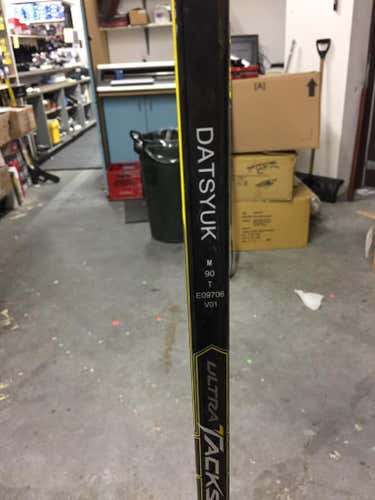 [A]
DATSYUK
M
90
T
E09706
V01
ULTRA TACKS